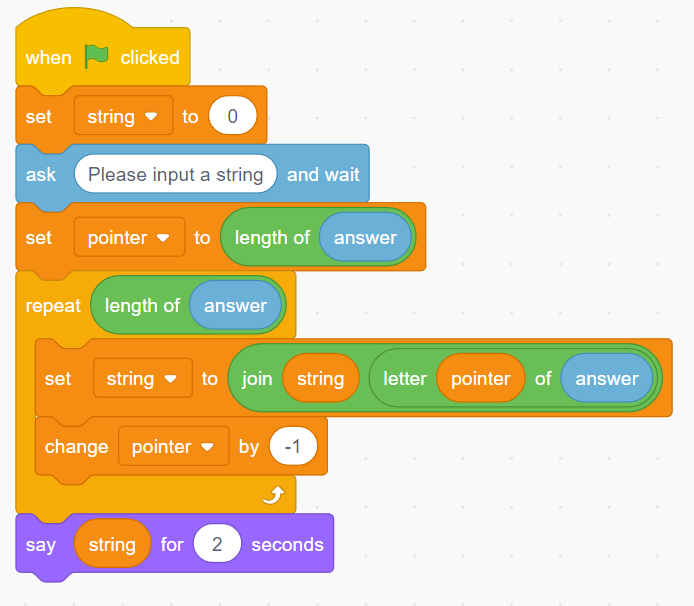 when clicked
set string to 0
ask Please input a string and wait
set pointer to length of answer
repeat length of answer
set string to join string letter pointer of answer
change pointer by -1
say string for 2 seconds